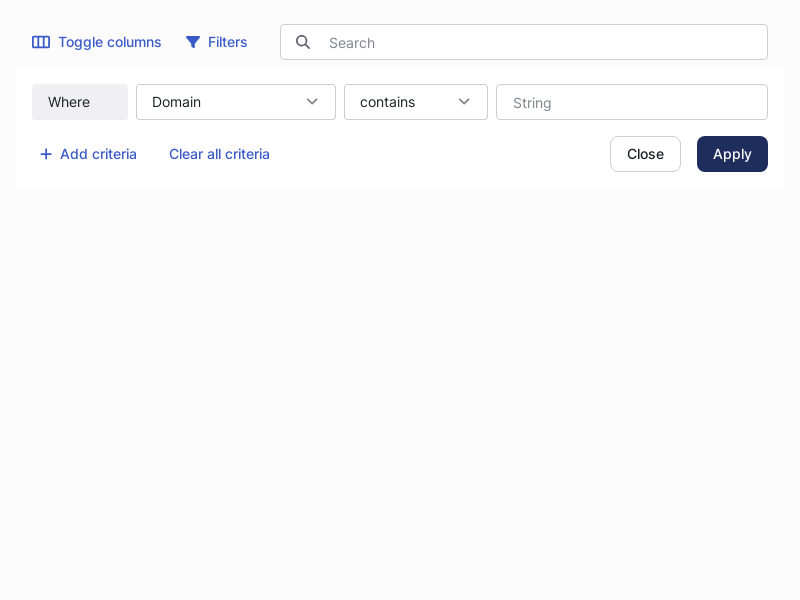 Toggle columns Filters Search
Where Domain contains String
Add criteria Clear all criteria Close Apply